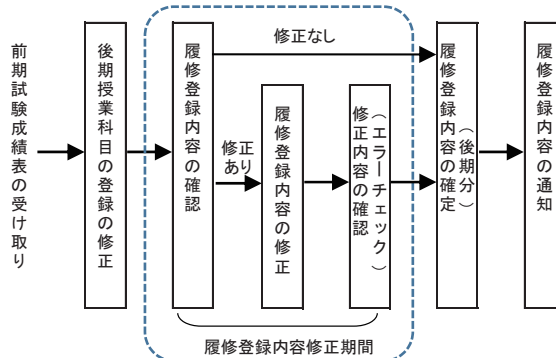 前期試験成績表の受け取り
後期授業科目の登録の修正
履修登録内容の確認
修正なし
修正
あり
履修登録内容の修正
修正内容の確認
（エラーチェック）
履修登録内容の確定
（後期分）
履修登録内容の通知
履修登録内容修正期間